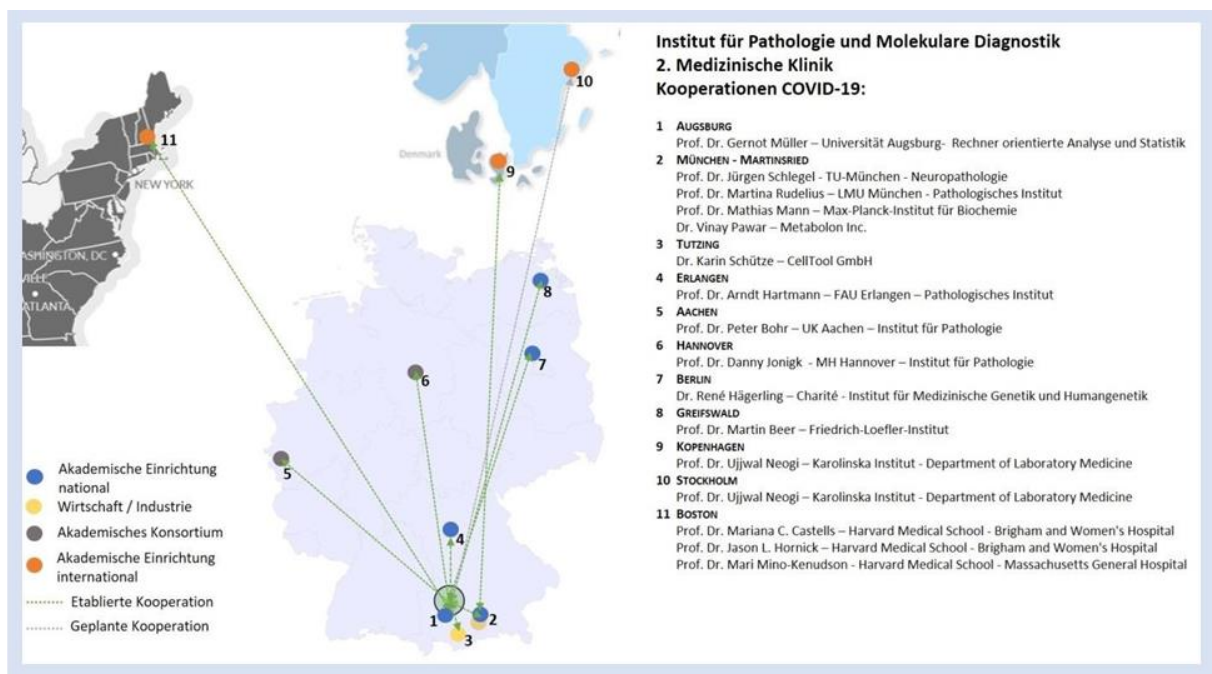 Institut für Pathologie und Molekulare Diagnostik
2. Medizinische Klinik
Kooperationen COVID-19:
1 AUGSBURG
Prof. Dr. Gernot Müller – Universität Augsburg- Rechner orientierte Analyse und Statistik
2 MÜNCHEN - MARTINSRIED
Prof. Dr. Jürgen Schlegel - TU-München - Neuropathologie
Prof. Dr. Martina Rudelius – LMU München - Pathologisches Institut
Prof. Dr. Mathias Mann – Max-Planck-Institut für Biochemie
Dr. Vinay Pawar – Metabolon Inc.
3 TUTZING
Dr. Karin Schütze – CellTool GmbH
4 ERLANGEN
Prof. Dr. Arndt Hartmann – FAU Erlangen – Pathologisches Institut
5 AACHEN
Prof. Dr. Peter Bohr – UK Aachen – Institut für Pathologie
6 HANNOVER
Prof. Dr. Danny Jonigk - MH Hannover – Institut für Pathologie
7 BERLIN
Dr. René Hägerling – Charité - Institut für Medizinische Genetik und Humangenetik
8 GREIFSWALD
Prof. Dr. Martin Beer – Friedrich-Loefler-Institut
9 KOPENHAGEN
Prof. Dr. Ujjwal Neogi – Karolinska Institut - Department of Laboratory Medicine
10 STOCKHOLM
Prof. Dr. Ujjwal Neogi – Karolinska Institut - Department of Laboratory Medicine
11 BOSTON
Prof. Dr. Mariana C. Castells – Harvard Medical School - Brigham and Women's Hospital
Prof. Dr. Jason L. Hornick – Harvard Medical School - Brigham and Women's Hospital
Prof. Dr. Mari Mino-Kenudson - Harvard Medical School - Massachusetts General Hospital
10
11
Denmark
9
NEW YORK
ASHINGTON, DC
VILLE
ATLANTA
8
7
6
5
4
1
2
3
Akademische Einrichtung
national
Wirtschaft / Industrie
Akademisches Konsortium
Akademische Einrichtung
international
Etablierte Kooperation
Geplante Kooperation